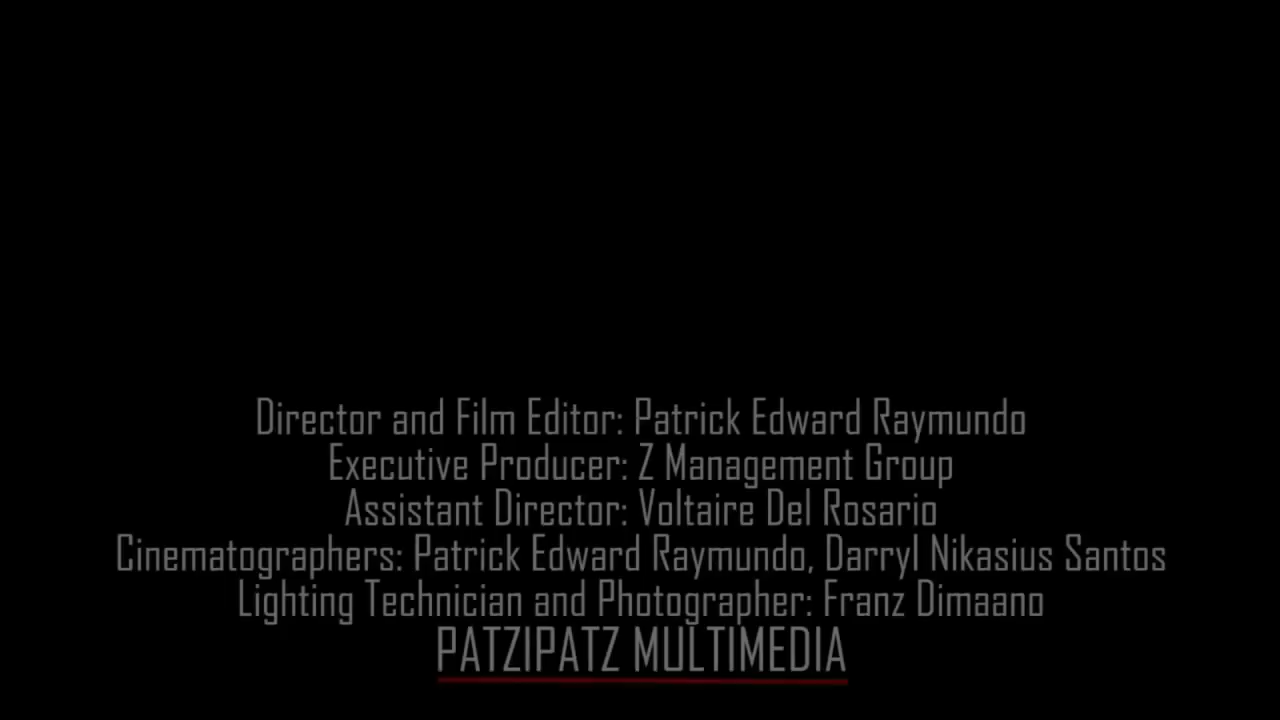 Director and Film Editor: Patrick Edward Raymundo
Executive Producer: Z Management Group
Assistant Director: Voltaire Del Rosario
Cinematographers: Patrick Edward Raymundo, Darryl Nikasius Santos
Lighting Technician and Photographer: Franz Dimaano
PATZIPATZ MULTIMEDIA